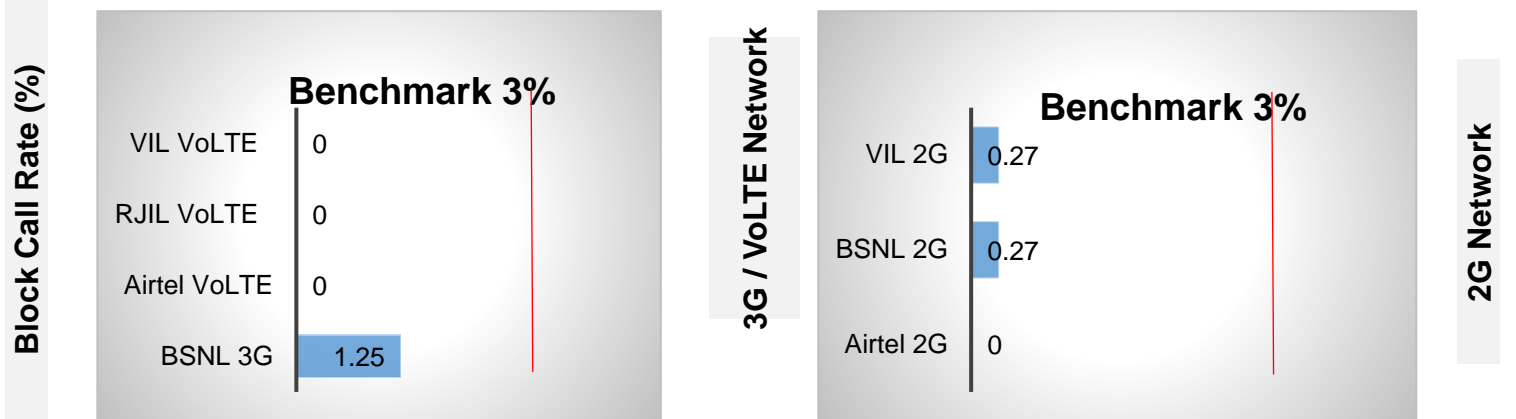 Block Call Rate (%)
Benchmark 3%
VIL VoLTE 0
RJIL VoLTE 0
Airtel VoLTE 0
BSNL 3G 1.25
3G / VoLTE Network
Benchmark 3%
VIL 2G 0.27
BSNL 2G 0.27
Airtel 2G 0
2G Network